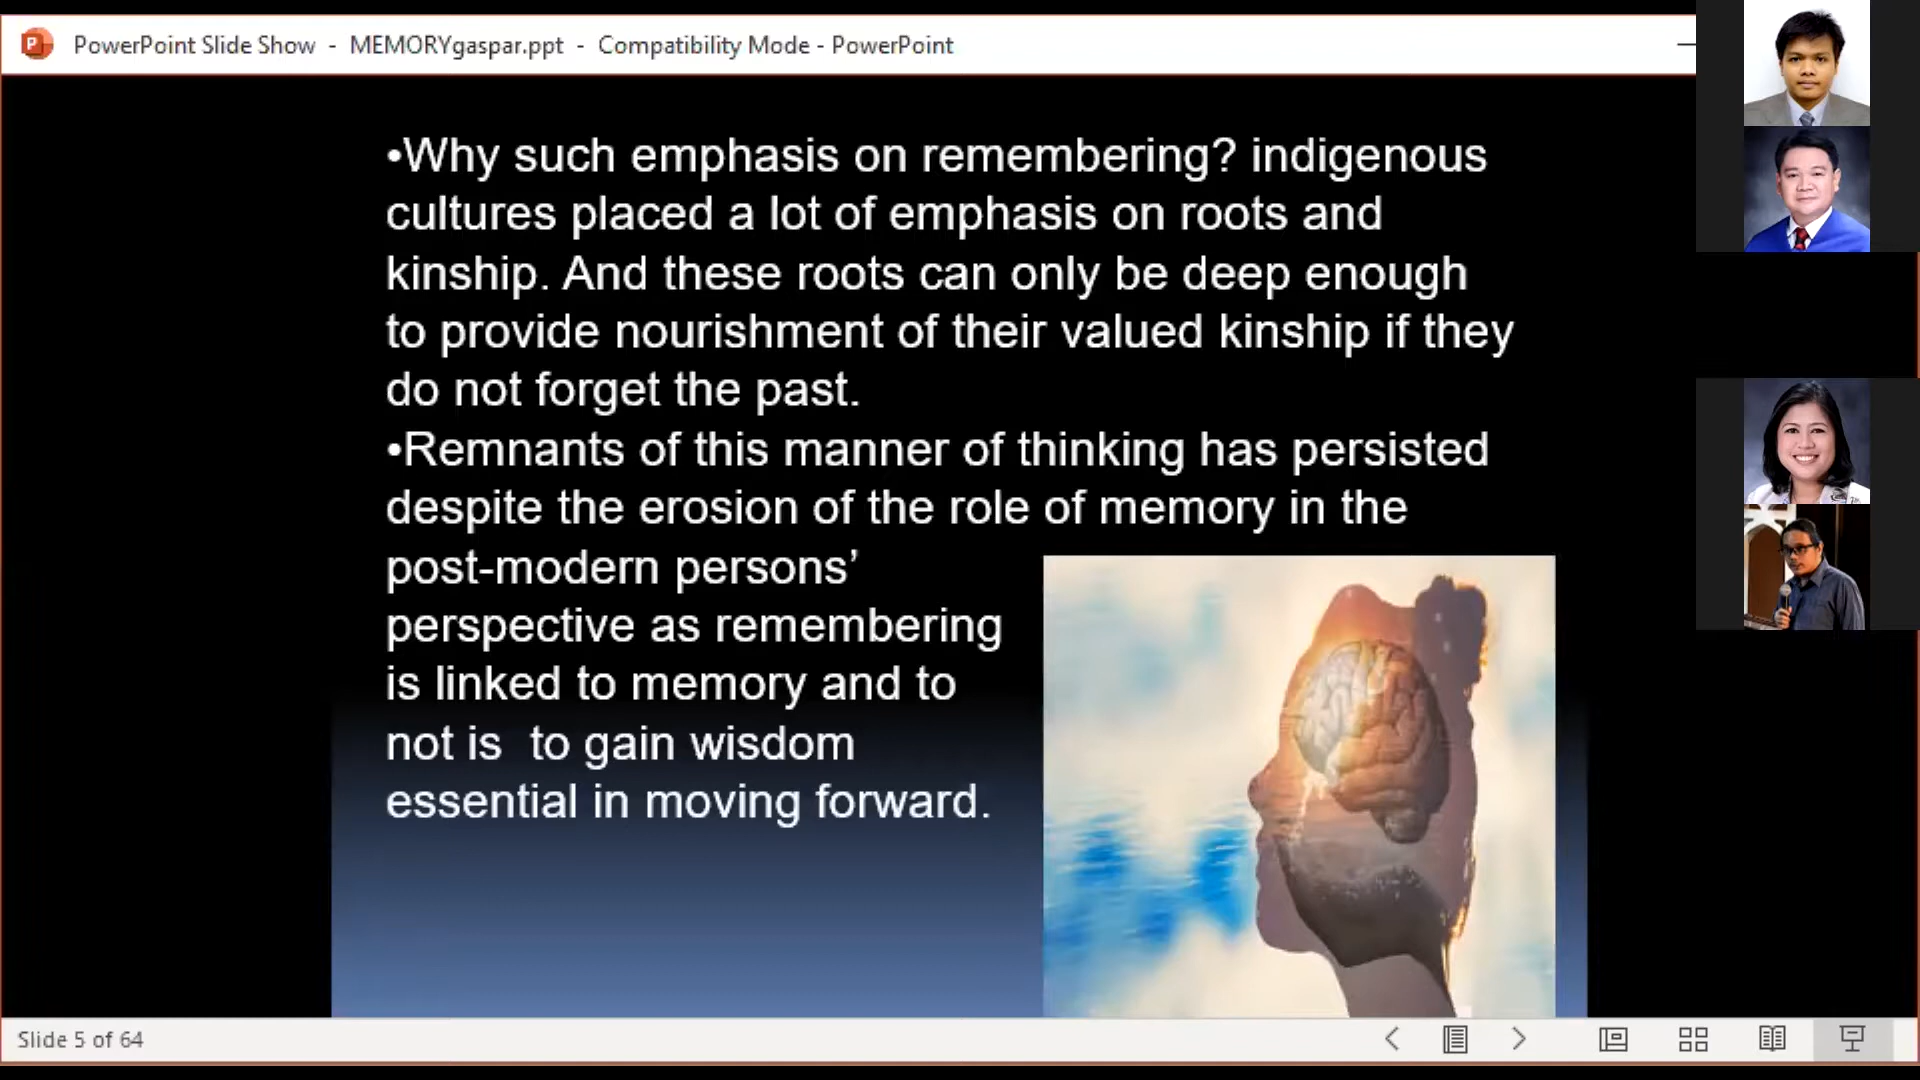 PowerPoint Slide Show - MEMORYgaspar.ppt - Compatibility Mode - PowerPoint
•Why such emphasis on remembering? indigenous
cultures placed a lot of emphasis on roots and
kinship. And these roots can only be deep enough
to provide nourishment of their valued kinship if they
do not forget the past.
•Remnants of this manner of thinking has persisted
despite the erosion of the role of memory in the
post-modern persons’
perspective as remembering
is linked to memory and to
not is  to gain wisdom
essential in moving forward.
Slide 5 of 64